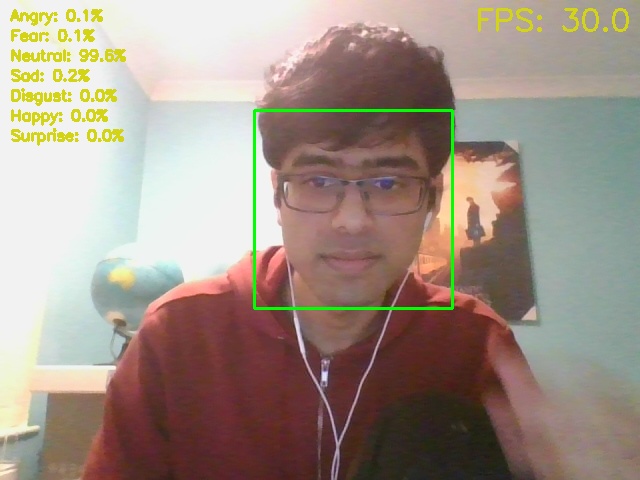 Angry: 0.1%
FPS: 30.0
Fear: 0.1%
Neutral: 99.6%
Sad: 0.2%
Disgust: 0.0%
Happy: 0.0%
Surprise: 0.0%